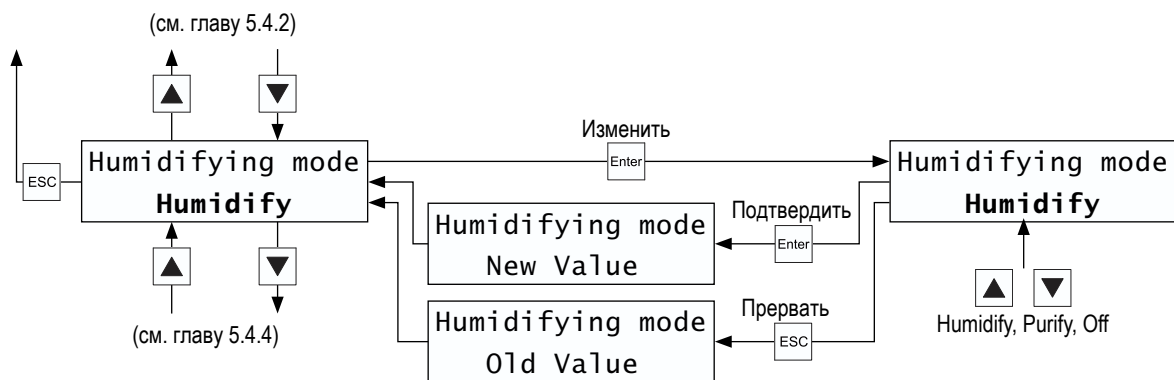 (см. главу 5.4.2)
Изменить
Humidifying mode
Humidify
ESC
Enter
Humidifying mode
Humidify
Подтвердить
Humidifying mode
New Value
Enter
Прервать
Humidifying mode
Old Value
ESC
(см. главу 5.4.4)
Humidify, Purify, Off